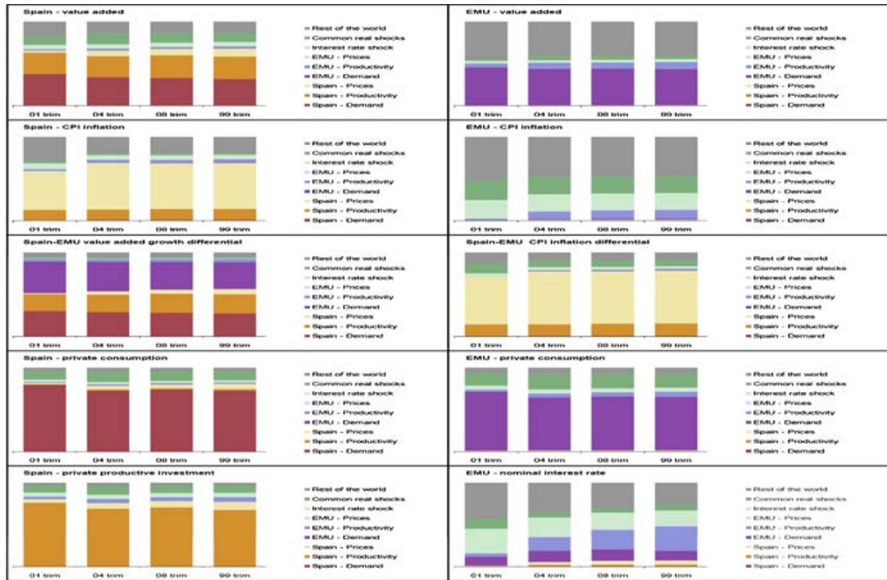 Spain - value added
Rest of the world
Common real shocks
Interest rate shock
EMU - Prices
EMU - Productivity
EMU - Demand
Spain - Prices
Spain - Productivity
Spain - Demand
01 trim 04 trim 08 trim 99 trim
EMU - value added
Rest of the world
Common real shocks
Interest rate shock
EMU - Prices
EMU - Productivity
EMU - Demand
Spain - Prices
Spain - Productivity
Spain - Demand
01 trim 04 trim 08 trim 99 trim
Spain - CPI inflation
Rest of the world
Common real shocks
Interest rate shock
EMU - Prices
EMU - Productivity
EMU - Demand
Spain - Prices
Spain - Productivity
Spain - Demand
01 trim 04 trim 08 trim 99 trim
EMU - CPI inflation
Rest of the world
Common real shocks
Interest rate shock
EMU - Prices
EMU - Productivity
EMU - Demand
Spain - Prices
Spain - Productivity
Spain - Demand
01 trim 04 trim 08 trim 99 trim
Spain-EMU value added growth differential
Rest of the world
Common real shocks
Interest rate shock
EMU - Prices
EMU - Productivity
EMU - Demand
Spain - Prices
Spain - Productivity
Spain - Demand
01 trim 04 trim 08 trim 99 trim
Spain-EMU CPI inflation differential
Rest of the world
Common real shocks
Interest rate shock
EMU - Prices
EMU - Productivity
EMU - Demand
Spain - Prices
Spain - Productivity
Spain - Demand
01 trim 04 trim 08 trim 99 trim
Spain - private consumption
Rest of the world
Common real shocks
Interest rate shock
EMU - Prices
EMU - Productivity
EMU - Demand
Spain - Prices
Spain - Productivity
Spain - Demand
01 trim 04 trim 08 trim 99 trim
EMU - private consumption
Rest of the world
Common real shocks
Interest rate shock
EMU - Prices
EMU - Productivity
EMU - Demand
Spain - Prices
Spain - Productivity
Spain - Demand
01 trim 04 trim 08 trim 99 trim
Spain - private productive investment
Rest of the world
Common real shocks
Interest rate shock
EMU - Prices
EMU - Productivity
EMU - Demand
Spain - Prices
Spain - Productivity
Spain - Demand
01 trim 04 trim 08 trim 99 trim
EMU - nominal interest rate
Rest of the world
Common real shocks
Interest rate shock
EMU - Prices
EMU - Productivity
EMU - Demand
Spain - Prices
Spain - Productivity
Spain - Demand
01 trim 04 trim 08 trim 99 trim